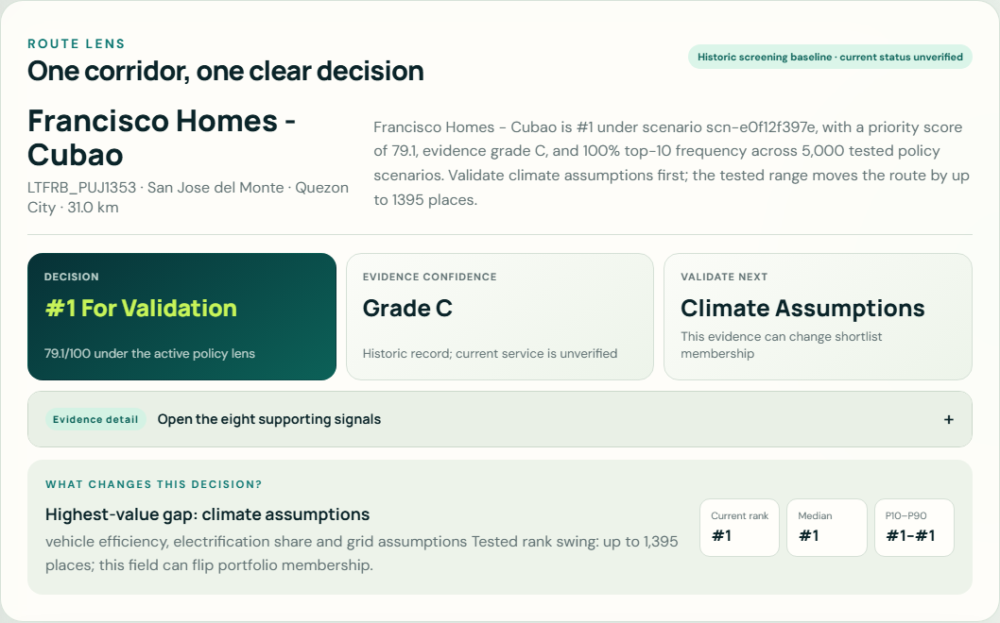 ROUTE LENS
One corridor, one clear decision
Historic screening baseline · current status unverified
Francisco Homes -
Cubao
LTFRB_PUJ1353 · San Jose del Monte · Quezon
City · 31.0 km
Francisco Homes - Cubao is #1 under scenario scn-e0f12f397e, with a priority score
of 79.1, evidence grade C, and 100% top-10 frequency across 5,000 tested policy
scenarios. Validate climate assumptions first; the tested range moves the route by up
to 1395 places.
DECISION
#1 For Validation
79.1/100 under the active policy lens
EVIDENCE CONFIDENCE
Grade C
Historic record; current service is unverified
VALIDATE NEXT
Climate Assumptions
This evidence can change shortlist
membership
Evidence detail
Open the eight supporting signals
+
WHAT CHANGES THIS DECISION?
Highest-value gap: climate assumptions
vehicle efficiency, electrification share and grid assumptions Tested rank swing: up to 1,395
places; this field can flip portfolio membership.
Current rank
#1
Median
#1
P10–P90
#1–#1